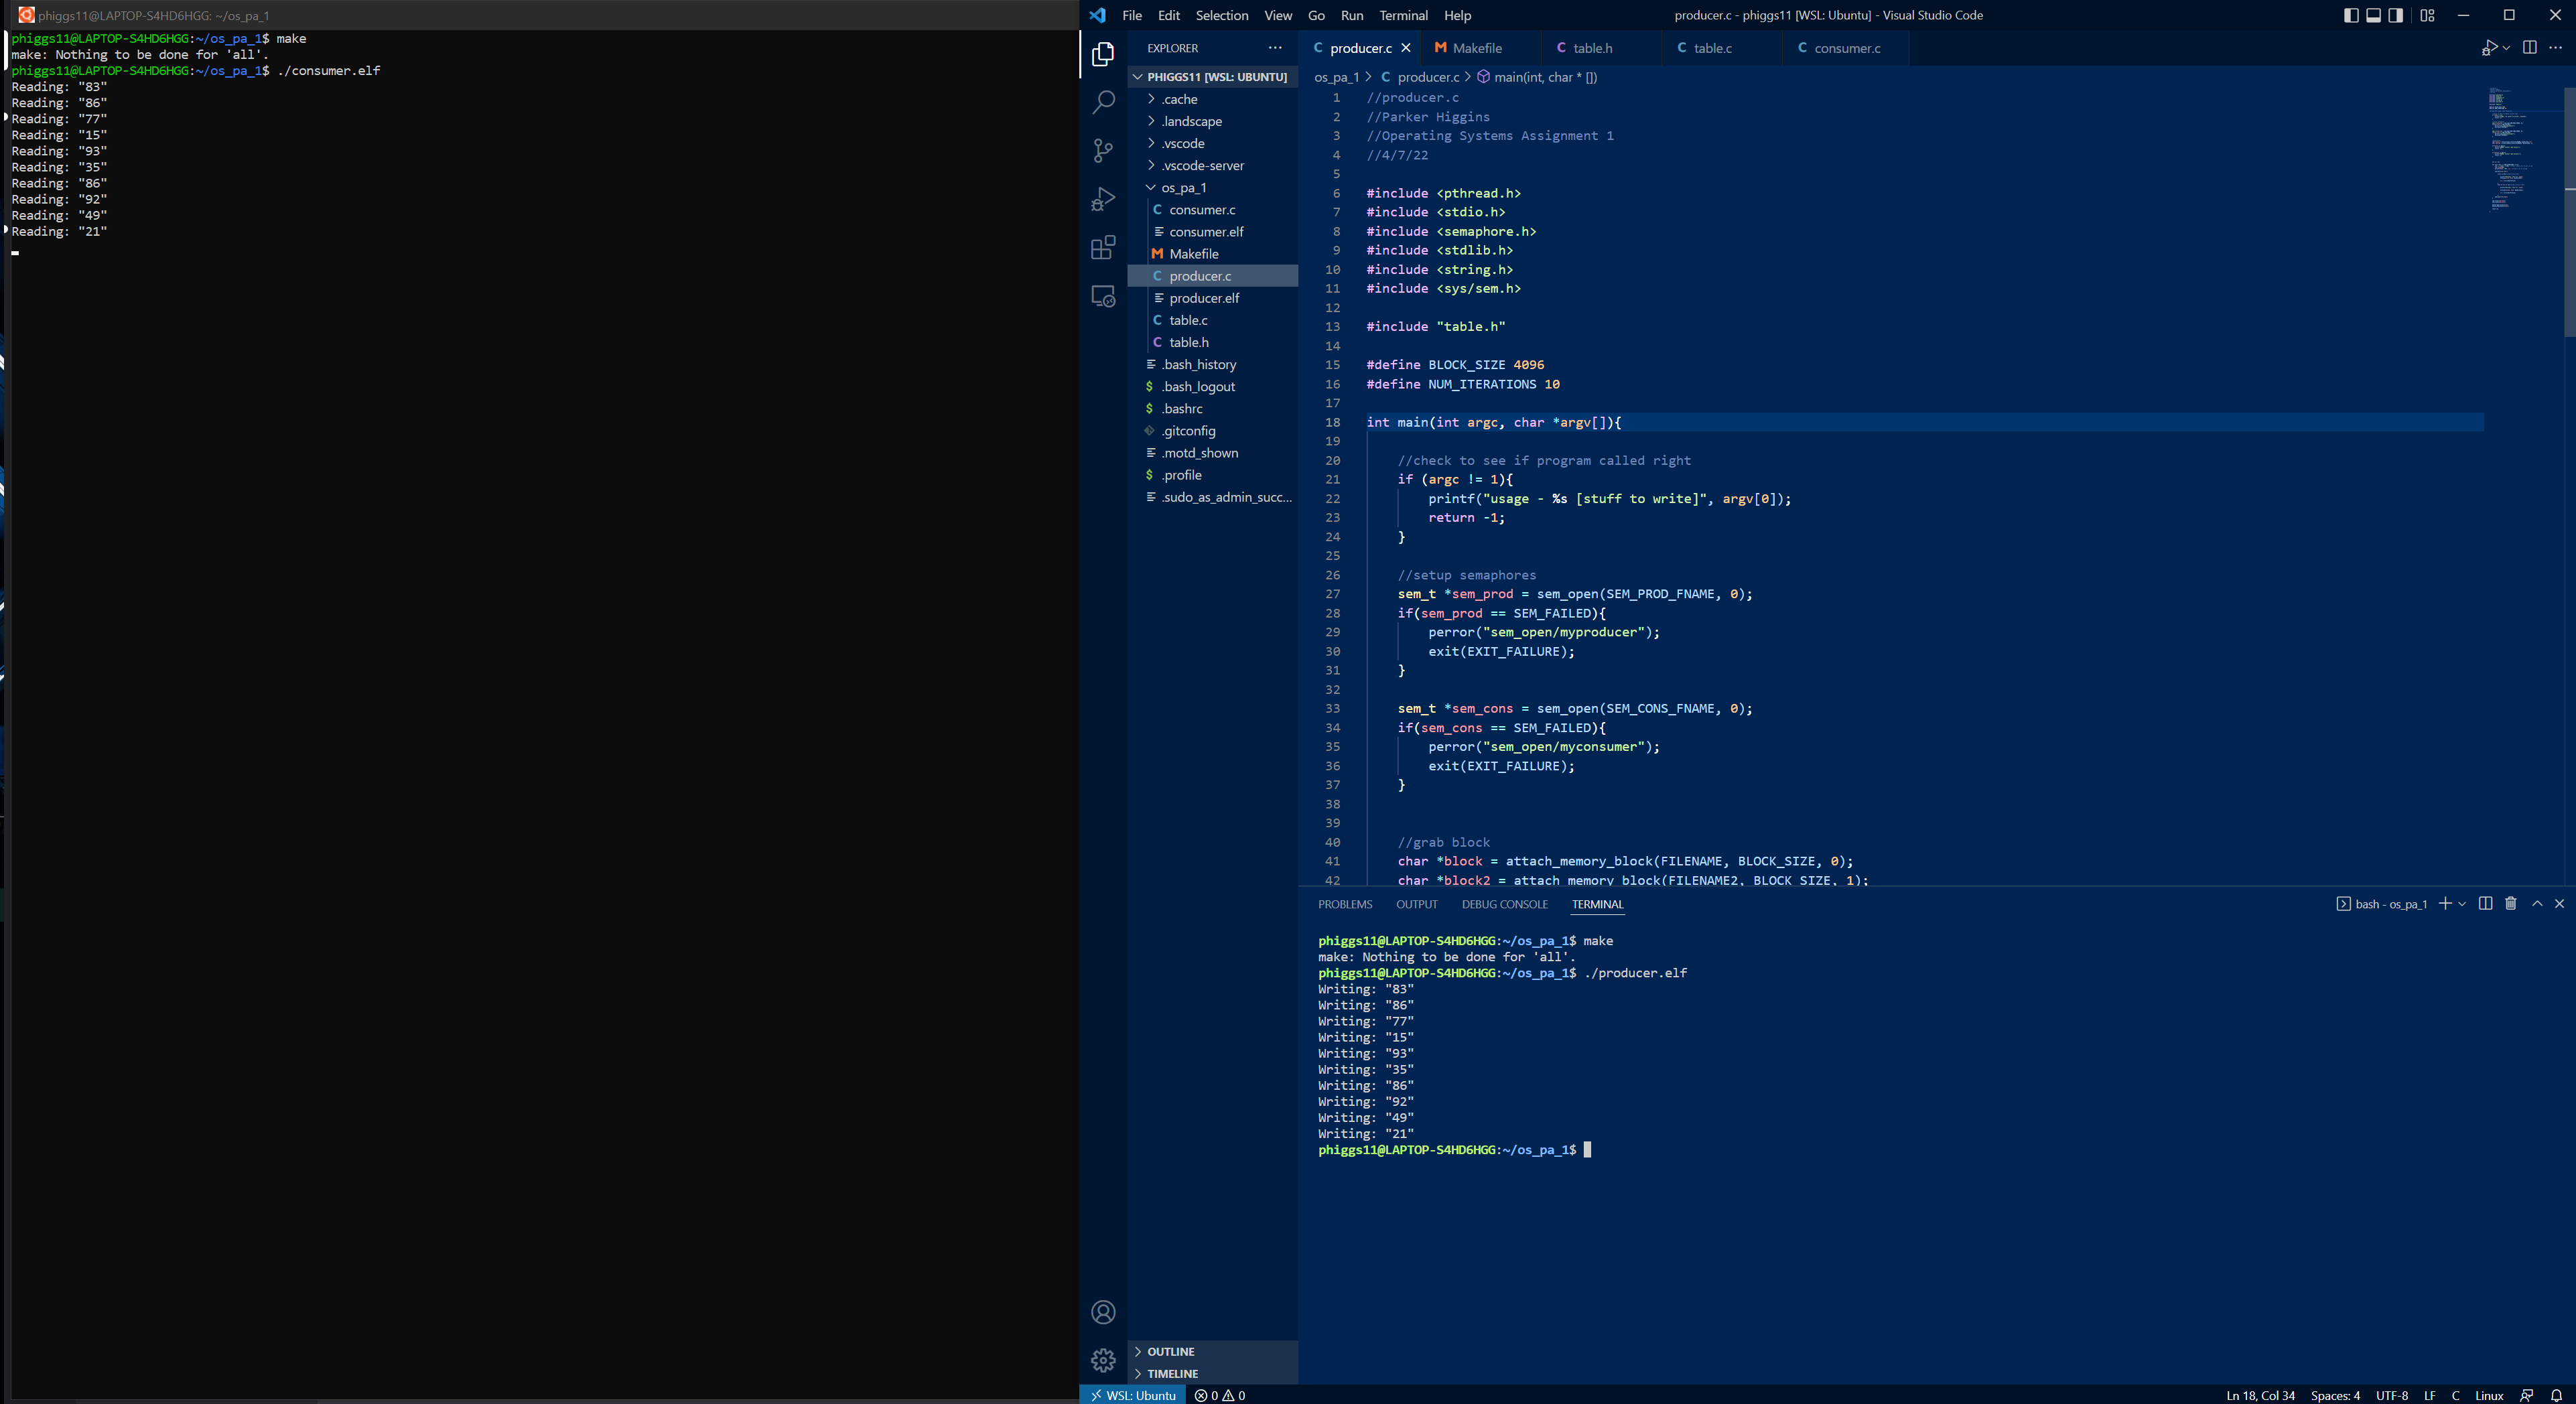 phiggs11@LAPTOP-S4HD6HGG: ~/os_pa_1
phiggs11@LAPTOP-S4HD6HGG:~/os_pa_1$ make
make: Nothing to be done for 'all'.
phiggs11@LAPTOP-S4HD6HGG:~/os_pa_1$ ./consumer.elf
Reading: "83"
Reading: "86"
Reading: "77"
Reading: "15"
Reading: "93"
Reading: "35"
Reading: "86"
Reading: "92"
Reading: "49"
Reading: "21"
File Edit Selection View Go Run Terminal Help
producer.c - phiggs11 [WSL: Ubuntu] - Visual Studio Code
EXPLORER
PHIGGS11 [WSL: UBUNTU]
.cache
.landscape
.vscode
.vscode-server
os_pa_1
C consumer.c
consumer.elf
M Makefile
C producer.c
producer.elf
C table.c
C table.h
.bash_history
$ .bash_logout
$ .bashrc
.gitconfig
.motd_shown
$ .profile
.sudo_as_admin_succ...
OUTLINE
TIMELINE
C producer.c M Makefile C table.h C table.c C consumer.c
os_pa_1 > C producer.c > main(int, char * [])
1 //producer.c
2 //Parker Higgins
3 //Operating Systems Assignment 1
4 //4/7/22
5
6 #include <pthread.h>
7 #include <stdio.h>
8 #include <semaphore.h>
9 #include <stdlib.h>
10 #include <string.h>
11 #include <sys/sem.h>
12
13 #include "table.h"
14
15 #define BLOCK_SIZE 4096
16 #define NUM_ITERATIONS 10
17
18 int main(int argc, char *argv[]){
19
20 //check to see if program called right
21 if (argc != 1){
22 printf("usage - %s [stuff to write]", argv[0]);
23 return -1;
24 }
25
26 //setup semaphores
27 sem_t *sem_prod = sem_open(SEM_PROD_FNAME, 0);
28 if(sem_prod == SEM_FAILED){
29 perror("sem_open/myproducer");
30 exit(EXIT_FAILURE);
31 }
32
33 sem_t *sem_cons = sem_open(SEM_CONS_FNAME, 0);
34 if(sem_cons == SEM_FAILED){
35 perror("sem_open/myconsumer");
36 exit(EXIT_FAILURE);
37 }
38
39
40 //grab block
41 char *block = attach_memory_block(FILENAME, BLOCK_SIZE, 0);
42 char *block2 = attach_memory_block(FILENAME2, BLOCK_SIZE, 1);
PROBLEMS OUTPUT DEBUG CONSOLE TERMINAL
bash - os_pa_1
phiggs11@LAPTOP-S4HD6HGG:~/os_pa_1$ make
make: Nothing to be done for 'all'.
phiggs11@LAPTOP-S4HD6HGG:~/os_pa_1$ ./producer.elf
Writing: "83"
Writing: "86"
Writing: "77"
Writing: "15"
Writing: "93"
Writing: "35"
Writing: "86"
Writing: "92"
Writing: "49"
Writing: "21"
phiggs11@LAPTOP-S4HD6HGG:~/os_pa_1$
WSL: Ubuntu 0 0
Ln 18, Col 34 Spaces: 4 UTF-8 LF C Linux